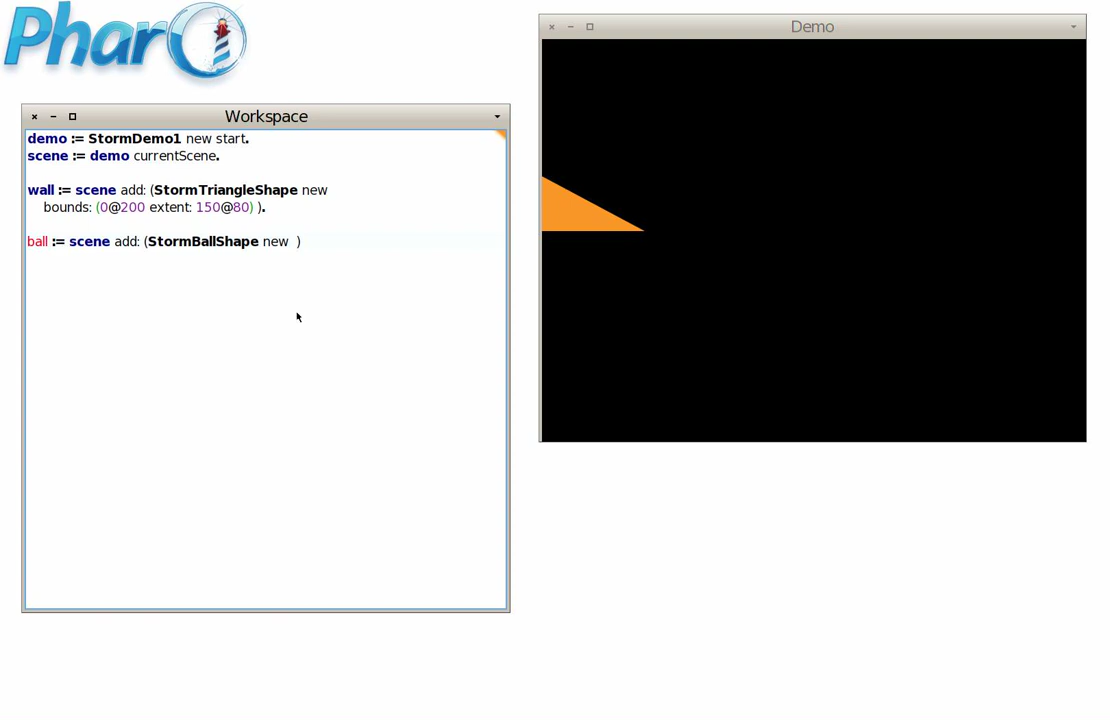 Pharo
Workspace
demo := StormDemo1 new start.
scene := demo currentScene.
wall := scene add: (StormTriangleShape new
bounds: (0@200 extent: 150@80) ).
ball := scene add: (StormBallShape new  )
Demo